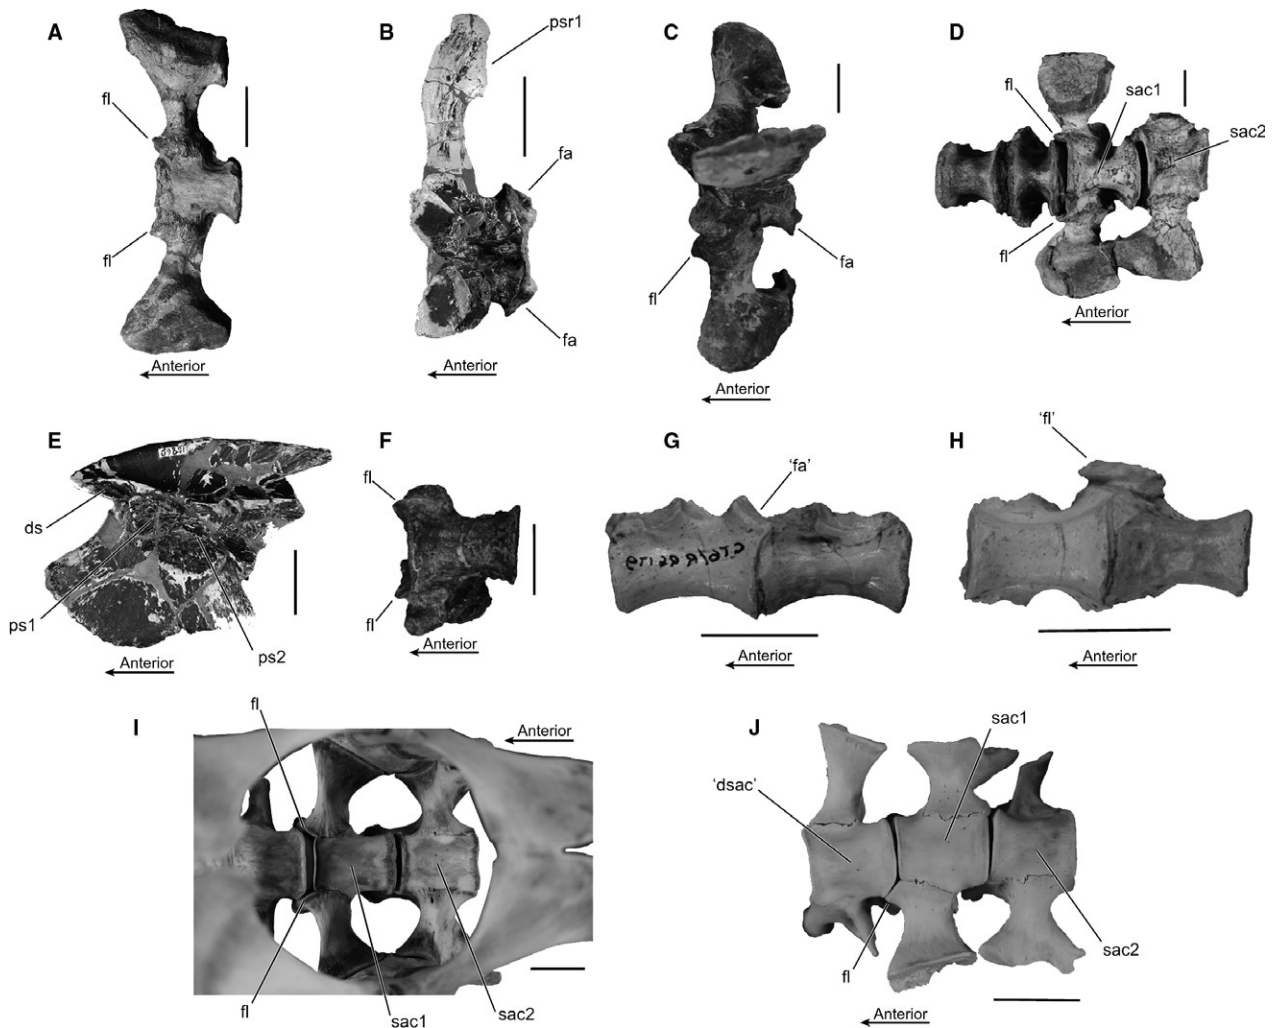 A
fl
fl
Anterior
B
psr1
fa
fa
Anterior
C
fl
fa
Anterior
D
fl
sac1
sac2
fl
Anterior
E
ds
ps1
ps2
Anterior
F
fl
fl
Anterior
G
'fa'
Anterior
H
'fl'
Anterior
I
fl
Anterior
fl
sac1
sac2
J
sac1
'dsac'
fl
sac2
Anterior